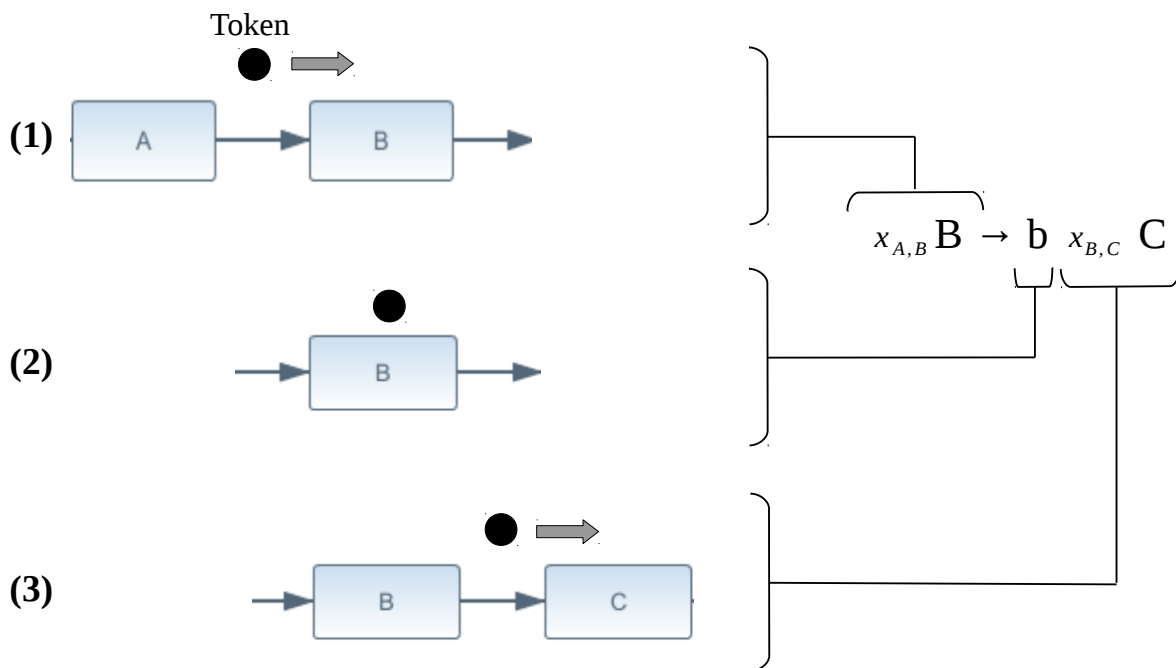 Token
(1) A B
x_{A,B} B → b x_{B,C} C
(2) B
(3) B C